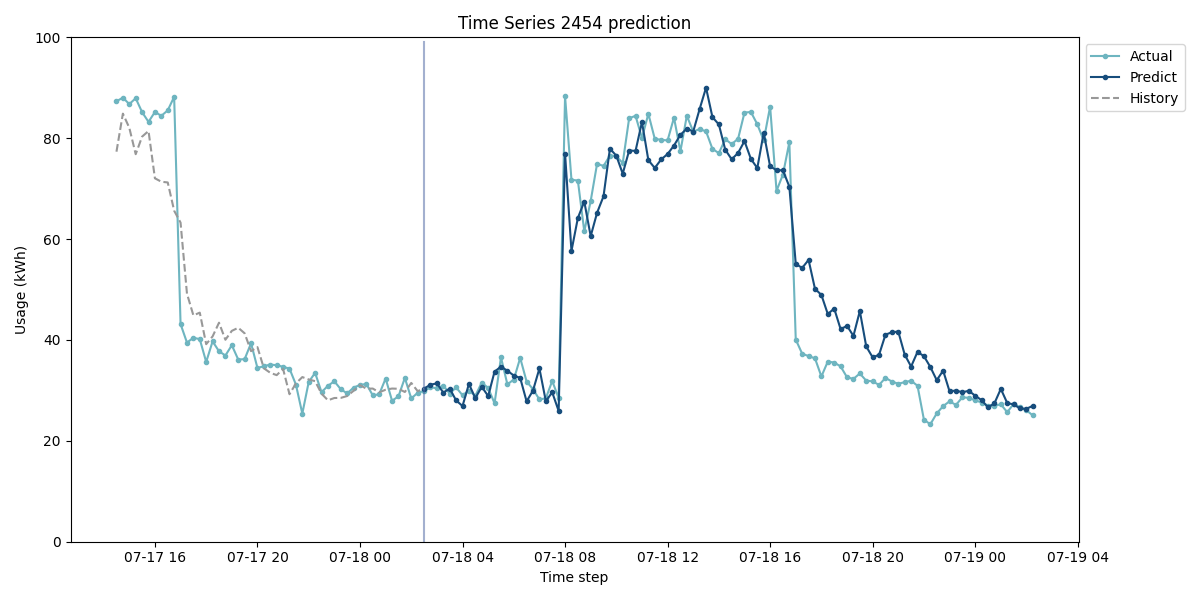 Time Series 2454 prediction
Usage (kWh)
100
80
60
40
20
0
07-17 16
07-17 20
07-18 00
07-18 04
07-18 08
07-18 12
07-18 16
07-18 20
07-19 00
07-19 04
Time step
Actual
Predict
History